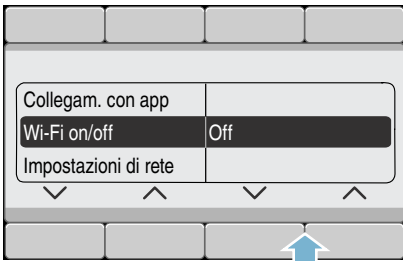 Collegam. con app
Wi-Fi on/off Off
Impostazioni di rete